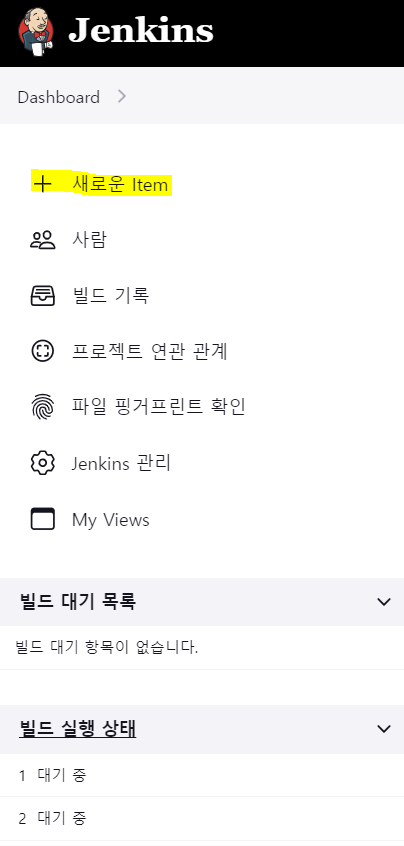 Jenkins
Dashboard
새로운 Item
사람
빌드 기록
프로젝트 연관 관계
파일 핑거프린트 확인
Jenkins 관리
My Views
빌드 대기 목록
빌드 대기 항목이 없습니다.
빌드 실행 상태
1 대기 중
2 대기 중